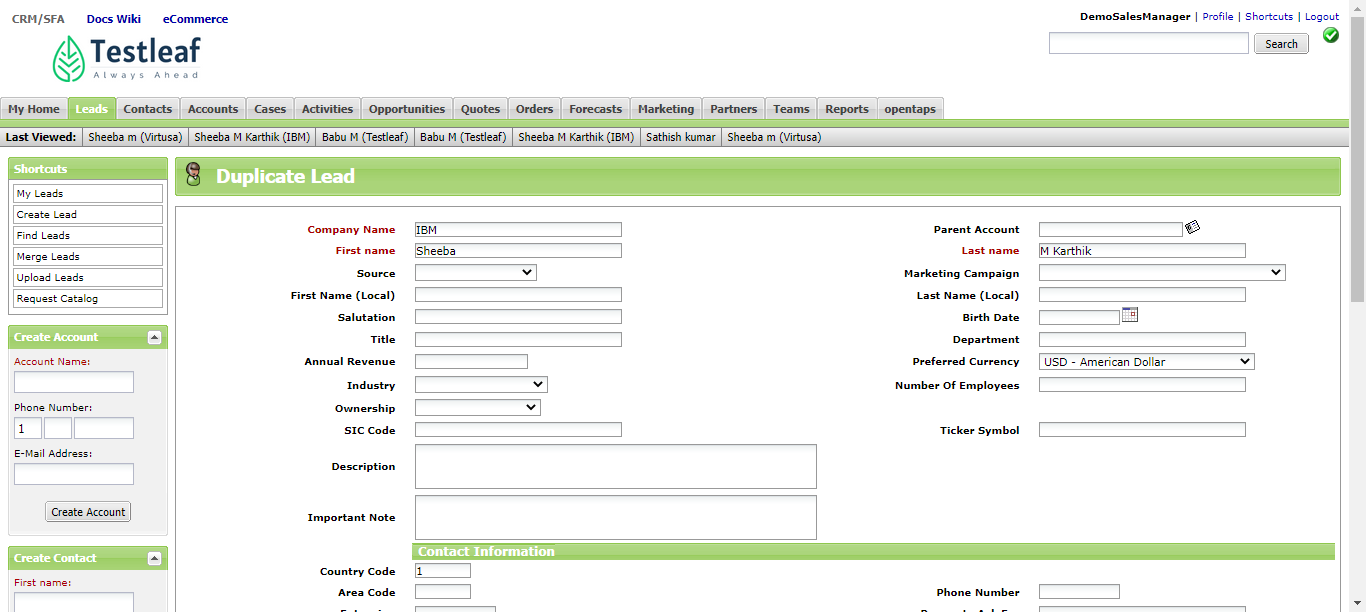 CRM/SFA Docs Wiki eCommerce
DemoSalesManager | Profile | Shortcuts | Logout
Testleaf
Always Ahead
Search
My Home Leads Contacts Accounts Cases Activities Opportunities Quotes Orders Forecasts Marketing Partners Teams Reports opentaps
Last Viewed: Sheeba m (Virtusa) Sheeba M Karthik (IBM) Babu M (Testleaf) Babu M (Testleaf) Sheeba M Karthik (IBM) Sathish kumar Sheeba m (Virtusa)
Shortcuts
My Leads
Create Lead
Find Leads
Merge Leads
Upload Leads
Request Catalog
Create Account
Account Name:
Phone Number:
1
E-Mail Address:
Create Account
Create Contact
First name:
Duplicate Lead
Company Name IBM Parent Account
First name Sheeba Last name M Karthik
Source Marketing Campaign
First Name (Local) Last Name (Local)
Salutation Birth Date
Title Department
Annual Revenue Preferred Currency USD - American Dollar
Industry Number Of Employees
Ownership
SIC Code Ticker Symbol
Description
Important Note
Contact Information
Country Code 1
Area Code Phone Number